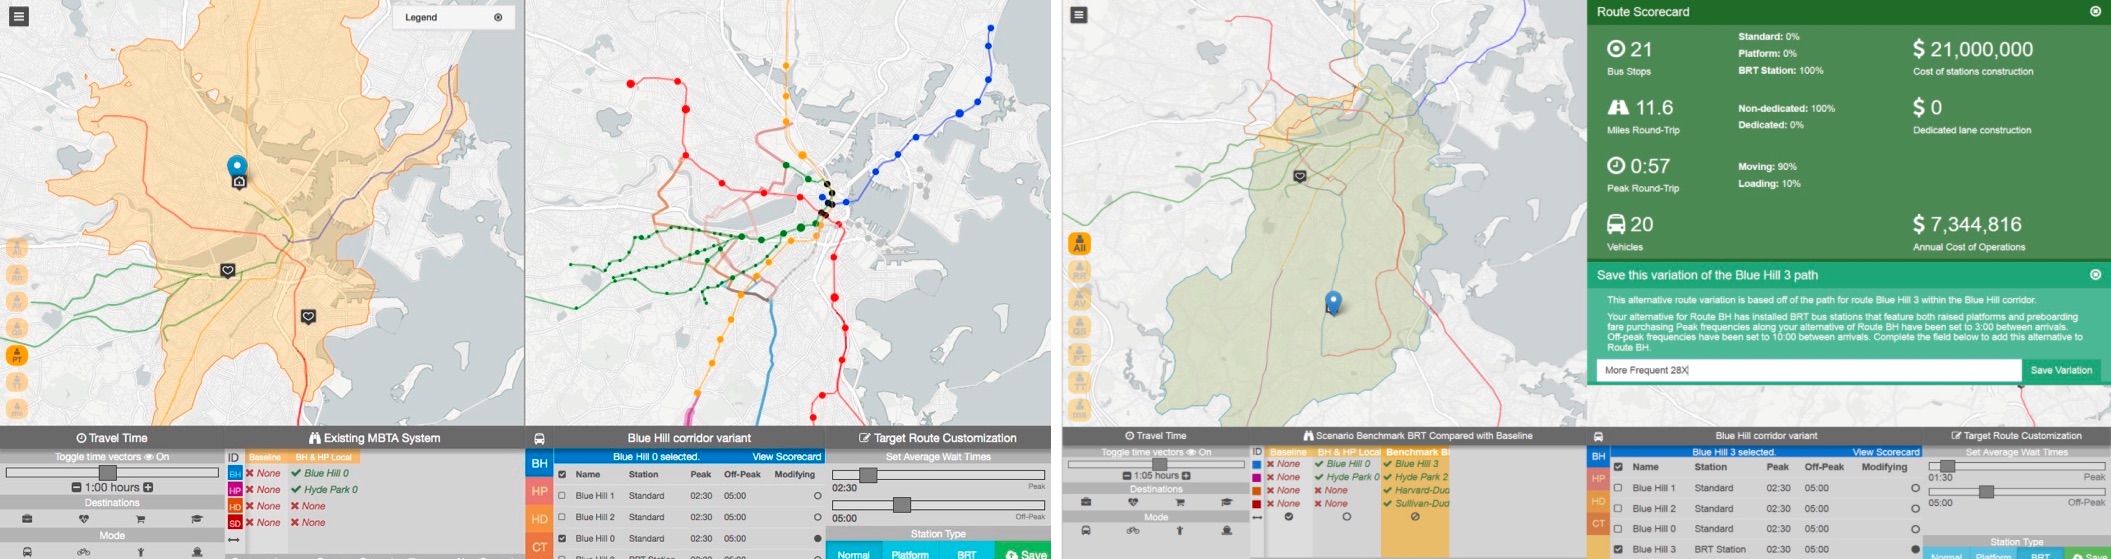 Legend
PT
Travel Time
Toggle time vectors On
1:00 hours
Destinations
Mode
Existing MBTA System
ID Baseline BH & HP Local
BH None Blue Hill 0
HP None Hyde Park 0
HD None None
SD None None
Blue Hill corridor variant
BH Blue Hill 0 selected. View Scorecard
Name Station Peak Off-Peak Modifying
HP Blue Hill 1 Standard 02:30 05:00
HD Blue Hill 2 Standard 02:30 05:00
Blue Hill 0 Standard 02:30 05:00
CT
Target Route Customization
Set Average Wait Times
02:30 Peak
05:00 Off-Peak
Station Type
Normal Platform BRT Save
All
RR
AV
QS
PT
TT
Travel Time
Toggle time vectors On
1:05 hours
Destinations
Mode
Scenario Benchmark BRT Compared with Baseline
ID Baseline BH & HP Local Benchmark B
None Blue Hill 0 Blue Hill 3
None Hyde Park 0 Hyde Park 2
None None Harvard-Dud
None None Sullivan-Dud
Route Scorecard
21
Bus Stops
Standard: 0%
Platform: 0%
BRT Station: 100%
$ 21,000,000
Cost of stations construction
11.6
Miles Round-Trip
Non-dedicated: 100%
Dedicated: 0%
$ 0
Dedicated lane construction
0:57
Peak Round-Trip
Moving: 90%
Loading: 10%
20
Vehicles
$ 7,344,816
Annual Cost of Operations
Save this variation of the Blue Hill 3 path
This alternative route variation is based off of the path for route Blue Hill 3 within the Blue Hill corridor.
Your alternative for Route BH has installed BRT bus stations that feature both raised platforms and preboarding
fare purchasing Peak frequencies along your alternative of Route BH have been set to 3:00 between arrivals.
Off-peak frequencies have been set to 10:00 between arrivals. Complete the field below to add this alternative to
Route BH.
More Frequent 28X
Save Variation
Blue Hill corridor variant
BH Blue Hill 3 selected. View Scorecard
Name Station Peak Off-Peak Modifying
HP Blue Hill 1 Standard 02:30 05:00
HD Blue Hill 2 Standard 02:30 05:00
CT Blue Hill 0 Standard 02:30 05:00
Blue Hill 3 BRT Station 02:30 05:00
Target Route Customization
Set Average Wait Times
01:30 Peak
05:00 Off-Peak
Station Type
Normal Platform BRT Save